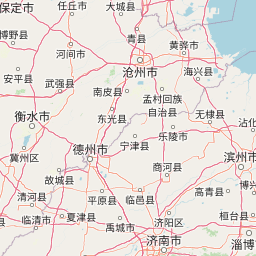 保定市
任丘市
大城县
青县
黄骅市
博野县
河间市
沧州市
海兴县
安平县
武强县
南皮县
孟村回族
自治县
无棣县
衡水市
东光县
沾化
乐陵市
宁津县
冀州区
德州市
滨州市
商河县
故城县
高青县
清河县
平原县
临邑县
桓台县
临清市
夏津县
禹城市
济阳区
济南市
淄博